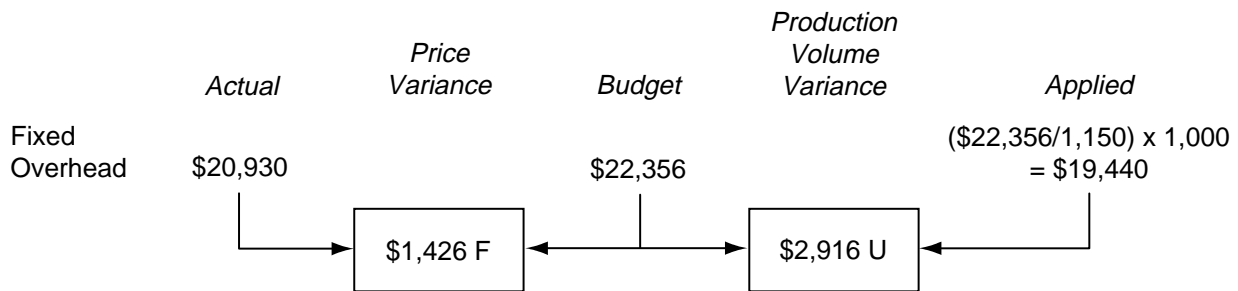 Actual
Price
Variance
Budget
Production
Volume
Variance
Applied
Fixed
Overhead
$20,930
$22,356
($22,356/1,150) x 1,000
= $19,440
$1,426 F
$2,916 U